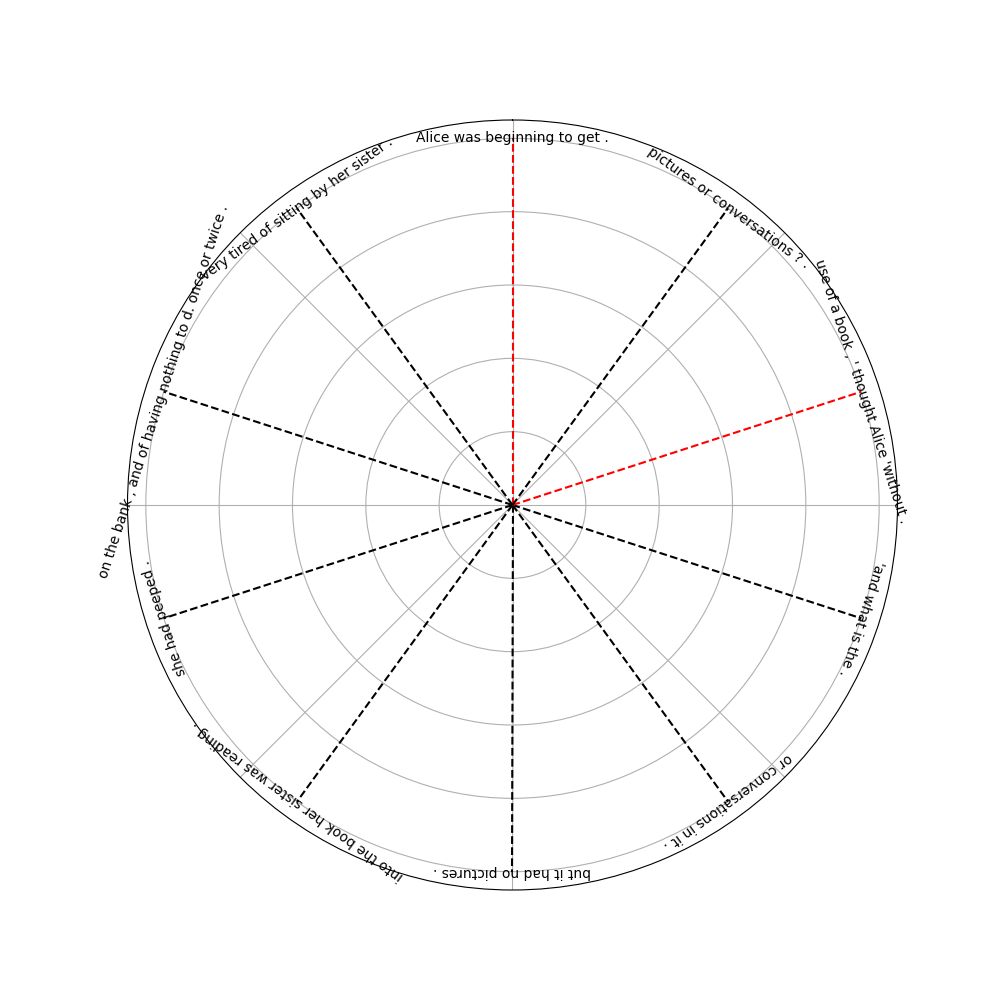 Alice was beginning to get .
very tired of sitting by her sister .
on the bank , and of having nothing to d. once or twice .
she had peeped .
into the book her sister was reading .
but it had no pictures .
or conversations in it .
'and what is the .
use of a book , ' thought Alice 'without .
pictures or conversations ? .